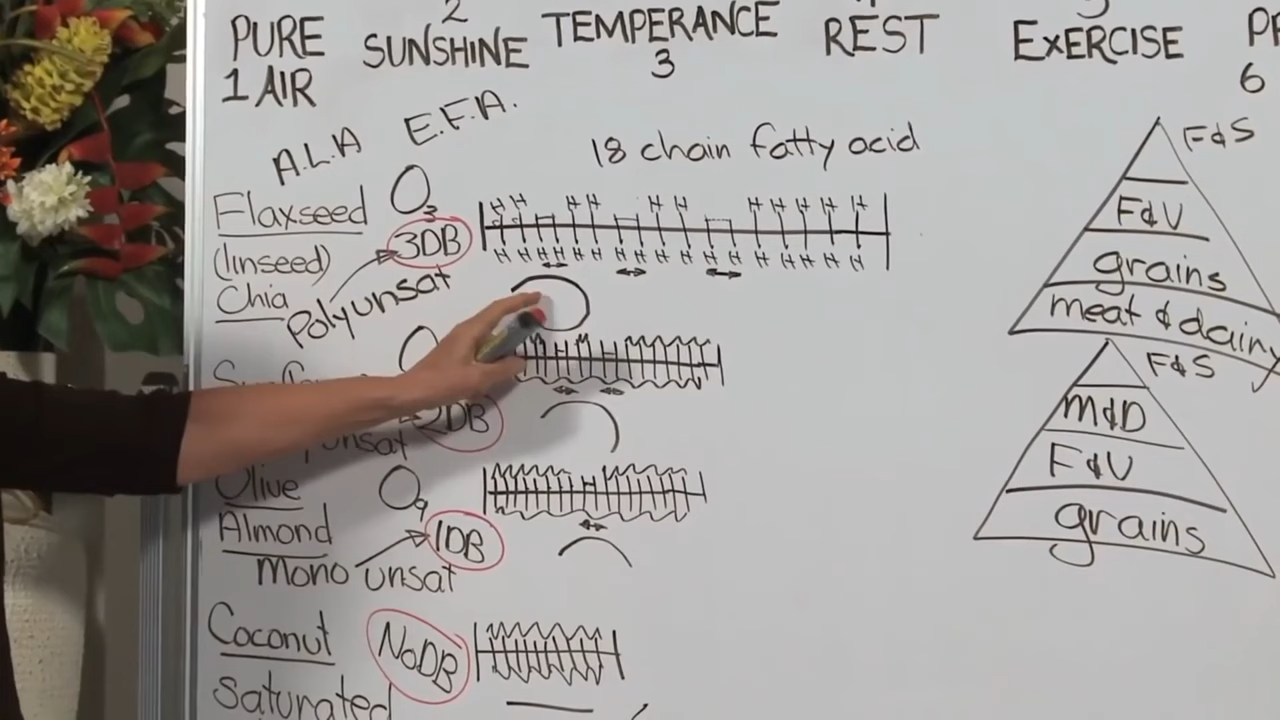 PURE
1 AIR
2
SUNSHINE
TEMPERANCE
3
REST
EXERCISE
6
A.L.A
E.F.A.
18 chain fatty acid
Flaxseed
(linseed)
Chia
O3
3DB
Polyunsat
H H H H
H H
H H H H H
H H H H H H H H H H H H H
2DB
unsat
Olive
Almond
O9
1DB
Mono unsat
Coconut
NoDB
Saturated
F&S
F&V
grains
meat & dairy
F&S
M&D
F&V
grains